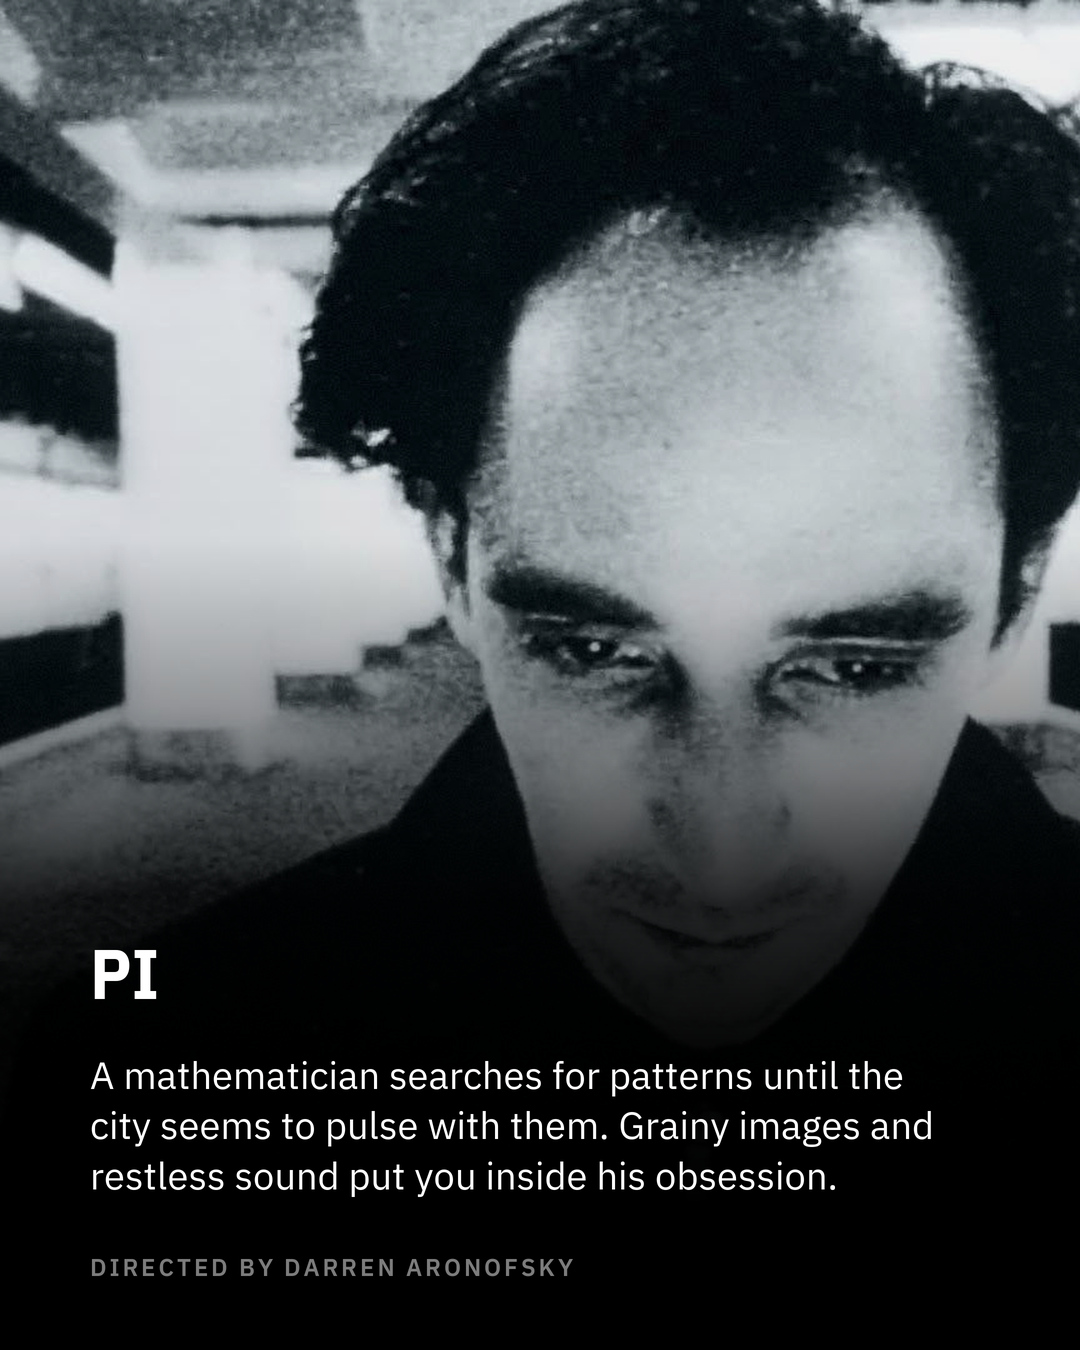 PI
A mathematician searches for patterns until the
city seems to pulse with them. Grainy images and
restless sound put you inside his obsession.
DIRECTED BY DARREN ARONOFSKY